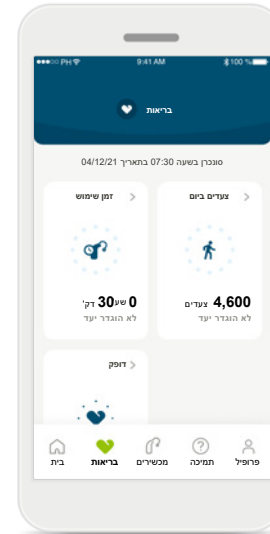 PH 9:41 AM 100 %
בריאות
סונכרן בשעה 07:30 בתאריך 04/12/21
צעדים ביום
4,600 צעדים
לא הוגדר יעד
זמן שימוש
0 שע' 30 דק'
לא הוגדר יעד
דופק
פרופיל תמיכה מכשירים בריאות בית